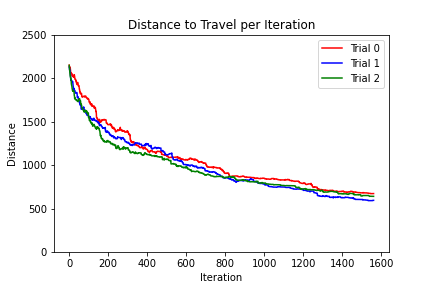 Distance to Travel per Iteration
Trial 0
Trial 1
Trial 2
Distance
2500
2000
1500
1000
500
0
0 200 400 600 800 1000 1200 1400 1600
Iteration